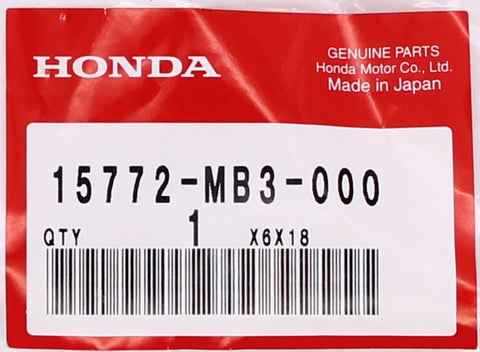 HONDA
GENUINE PARTS
Honda Motor Co., Ltd.
Made in Japan
15772-MB3-000
QTY 1 X6X18